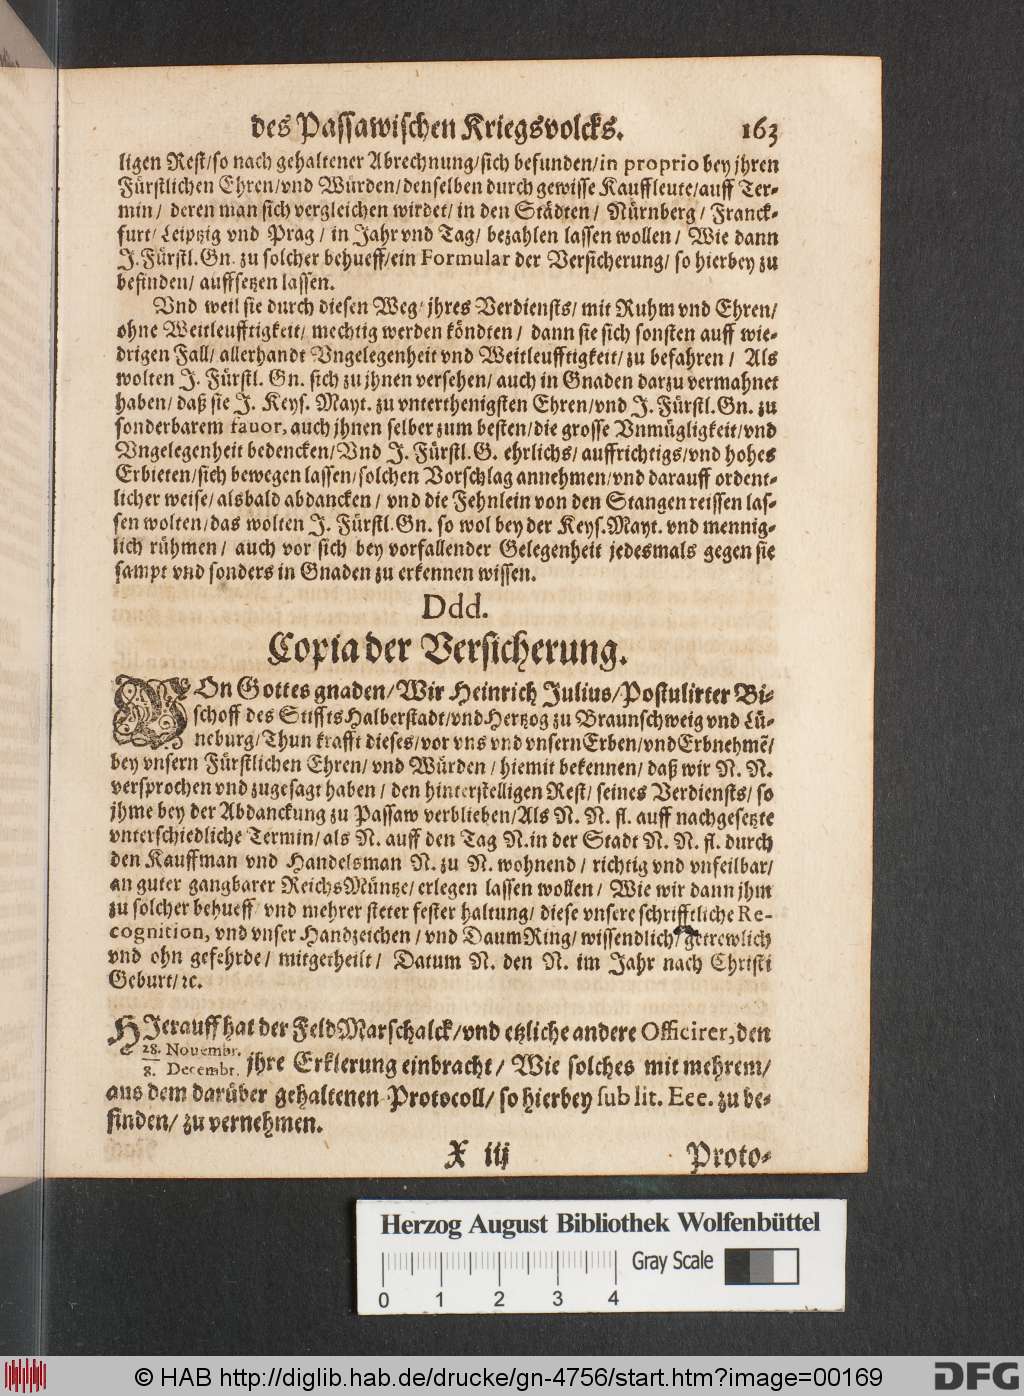 des Passawischen Kriegsvolcks. 163
ligen Rest/so nach gehaltener Abrechnung/sich befunden/in proprio bey jhren
Fürstlichen Ehren/vnd Würden/denselben durch gewisse Kauffleute/auff Ter-
min/ deren man sich vergleichen wirdet/ in den Städten/ Nürnberg/ Franck-
furt/ Leiptzig vnd Prag/ in Jahr vnd Tag/ bezahlen lassen wollen/ Wie dann
J. Fürstl. Gn. zu solcher behueff/ein Formular der Versicherung/ so hierbey zu
befinden/ auffsetzen lassen.
Vnd weil sie durch diesen Weg/ jhres Verdiensts/ mit Ruhm vnd Ehren/
ohne Weitleufftigkeit/ mechtig werden köndten/ dann sie sich sonsten auff wie-
drigen Fall/ allerhandt Vngelegenheit vnd Weitleufftigkeit/ zu befahren/ Als
wolten J. Fürstl. Gn. sich zu jhnen versehen/ auch in Gnaden darzu vermahnet
haben/ daß sie J. Keys. Mayt. zu vnterthenigsten Ehren/vnd J. Fürstl. Gn. zu
sonderbarem favor, auch jhnen selber zum besten/die grosse Vnmügligkeit/vnd
Vngelegenheit bedencken/Vnd J. Fürstl. G. ehrlichs/ auffrichtigs/vnd hohes
Erbieten/sich bewegen lassen/solchen Vorschlag annehmen/vnd darauff ordent-
licher weise/ alsbald abdancken/ vnd die Fehnlein von den Stangen reissen las-
sen wolten/das wolten J. Fürstl. Gn. so wol bey der Keys. Mayt. vnd mennig-
lich rühmen/ auch vor sich bey vorfallender Gelegenheit jedesmals gegen sie
sampt vnd sonders in Gnaden zu erkennen wissen.
Ddd.
Copia der Versicherung.
VOn Gottes gnaden/Wir Heinrich Julius/Postulirter Bi-
schoff des Stiffts Halberstadt/vnd Hertzog zu Braunschweig vnd Lü-
neburg/Thun krafft dieses/vor vns vnd vnsern Erben/vnd Erbnehmē/
bey vnsern Fürstlichen Ehren/ vnd Würden/ hiemit bekennen/ daß wir N. N.
versprochen vnd zugesagt haben/ den hinterstelligen Rest/ seines Verdiensts/ so
jhme bey der Abdanckung zu Passaw verblieben/Als N. N. fl. auff nachgesetzte
vnterschiedliche Termin/als N. auff den Tag N. in der Stadt N. N. fl. durch
den Kauffman vnd Handelsman N. zu N. wohnend/ richtig vnd vnfeilbar/
an guter gangbarer ReichsMüntze/erlegen lassen wollen/ Wie wir dann jhm
zu solcher behueff/ vnd mehrer steter fester haltung/ diese vnsere schrifftliche Re-
cognition, vnd vnser Handzeichen/ vnd DaumRing/ wissendlich/ getrewlich
vnd ohn gefehrde/ mitgetheilt/ Datum N. den N. im Jahr nach Christi
Geburt/ꝛc.
HJerauff hat der FeldMarschalck/vnd etzliche andere Officirer, den
28. Novembr.
8. Decembr. jhre Erklerung einbracht/ Wie solches mit mehrem/
aus dem darüber gehaltenen Protocoll/ so hierbey sub lit. Eee. zu be-
finden/ zu vernehmen.
X iij Proto-
Herzog August Bibliothek Wolfenbüttel
Gray Scale
0 1 2 3 4
© HAB http://diglib.hab.de/drucke/gn-4756/start.htm?image=00169
DFG